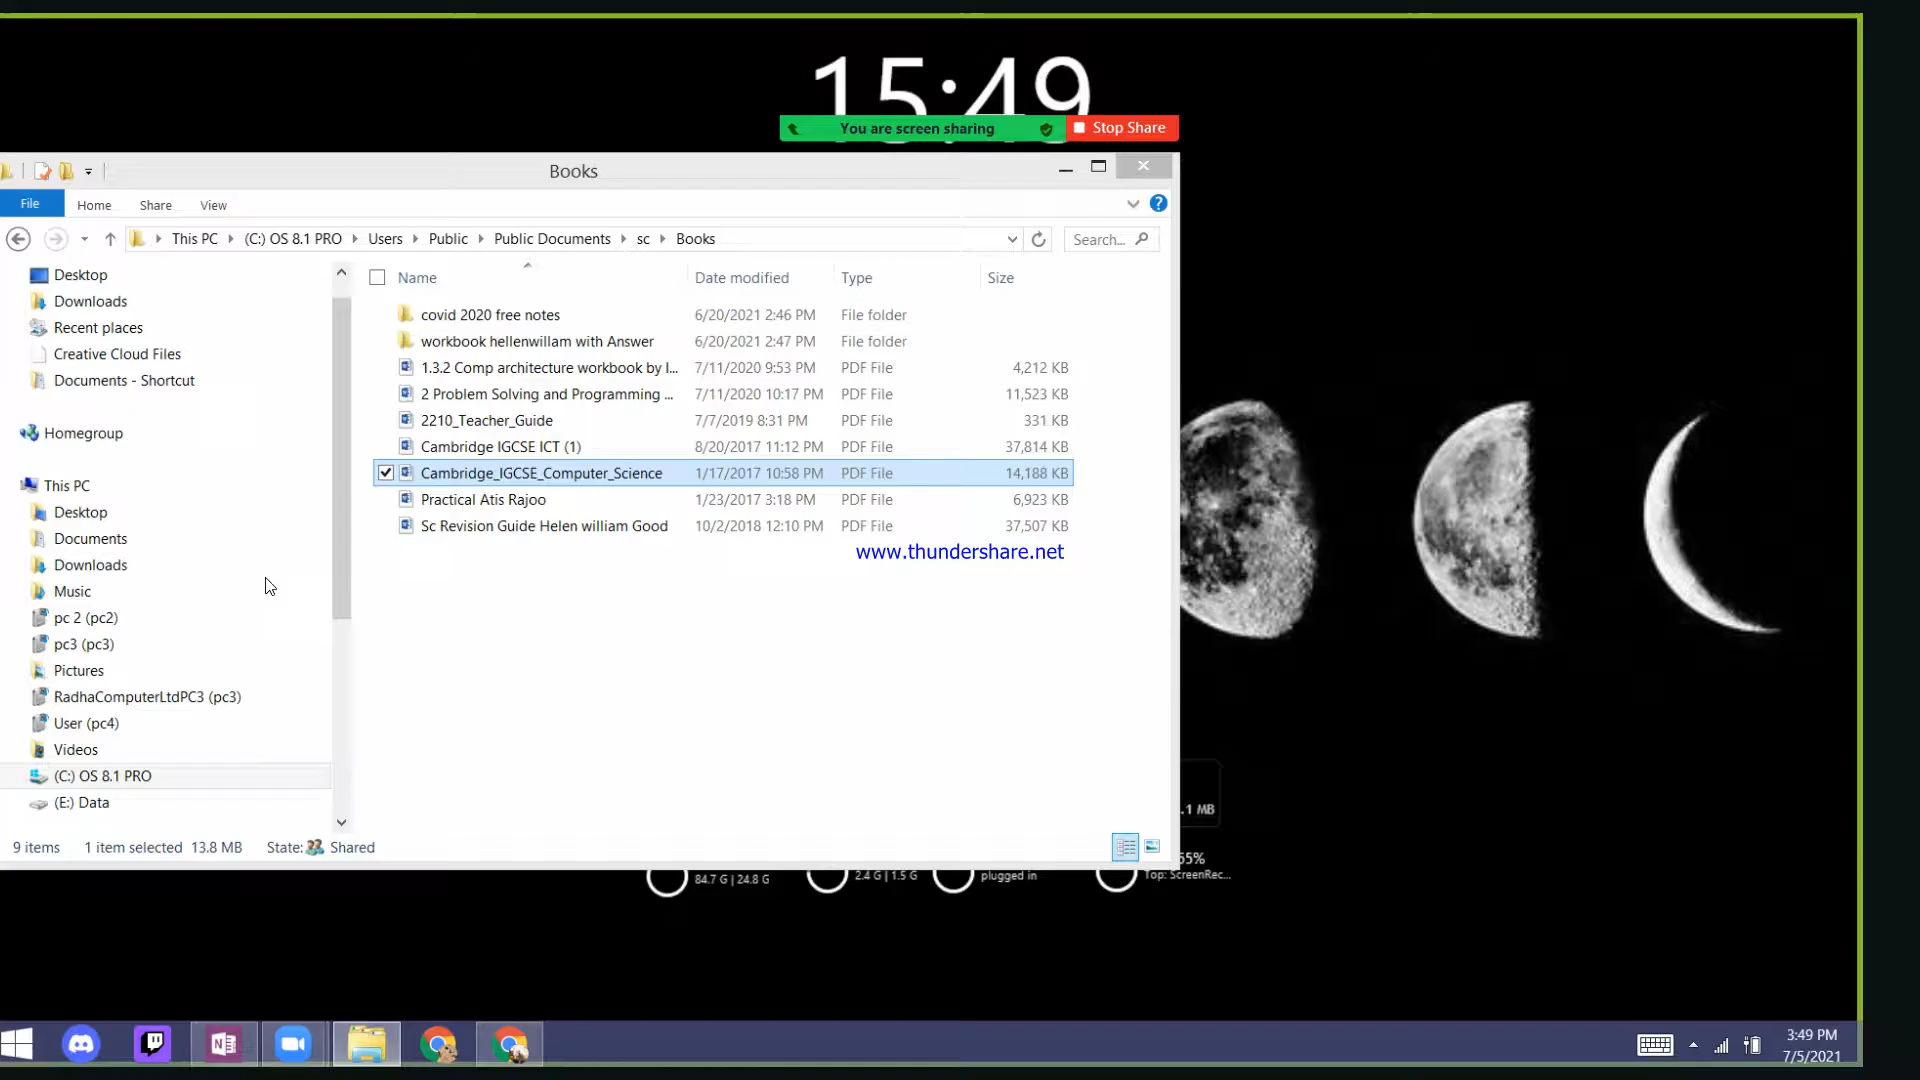 15:49
You are screen sharing
Stop Share
Books
File Home Share View
This PC (C:) OS 8.1 PRO Users Public Public Documents sc Books
Search...
Name Date modified Type Size
covid 2020 free notes 6/20/2021 2:46 PM File folder
workbook hellenwillam with Answer 6/20/2021 2:47 PM File folder
1.3.2 Comp architecture workbook by I... 7/11/2020 9:53 PM PDF File 4,212 KB
2 Problem Solving and Programming ... 7/11/2020 10:17 PM PDF File 11,523 KB
2210_Teacher_Guide 7/7/2019 8:31 PM PDF File 331 KB
Cambridge IGCSE ICT (1) 8/20/2017 11:12 PM PDF File 37,814 KB
Cambridge_IGCSE_Computer_Science 1/17/2017 10:58 PM PDF File 14,188 KB
Practical Atis Rajoo 1/23/2017 3:18 PM PDF File 6,923 KB
Sc Revision Guide Helen william Good 10/2/2018 12:10 PM PDF File 37,507 KB
www.thundershare.net
Desktop
Downloads
Recent places
Creative Cloud Files
Documents - Shortcut
Homegroup
This PC
Desktop
Documents
Downloads
Music
pc 2 (pc2)
pc3 (pc3)
Pictures
RadhaComputerLtdPC3 (pc3)
User (pc4)
Videos
(C:) OS 8.1 PRO
(E:) Data
9 items 1 item selected 13.8 MB State: Shared
.1 MB
55%
84.7 G | 24.8 G
2.4 G | 1.5 G
plugged in
Top: ScreenRec...
3:49 PM
7/5/2021